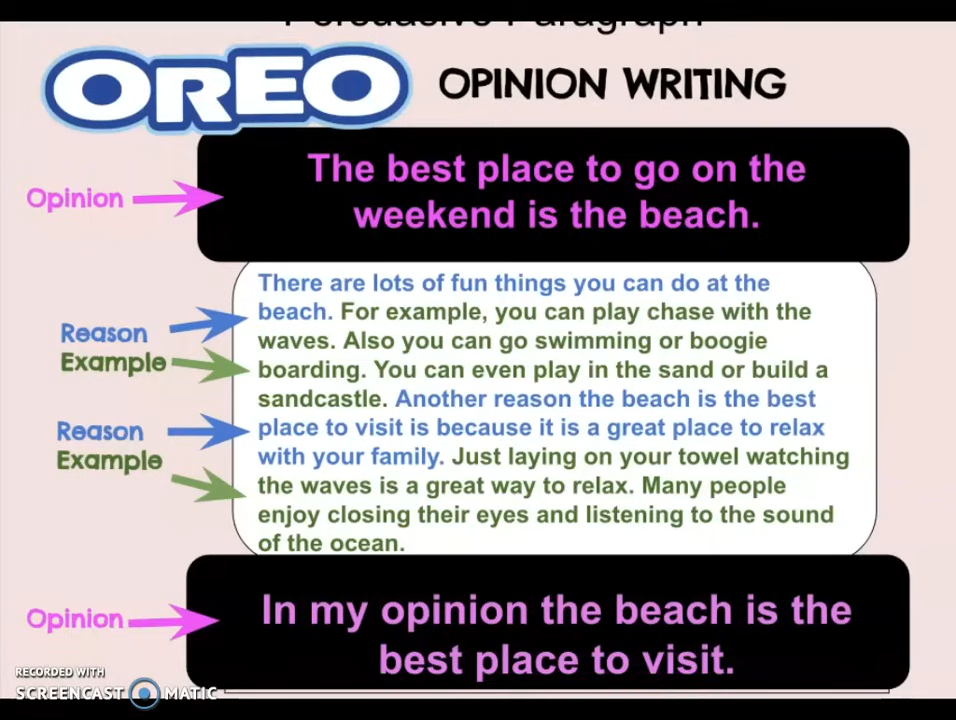 Persuasive Paragraph
OREO OPINION WRITING
Opinion
The best place to go on the
weekend is the beach.
There are lots of fun things you can do at the
beach. For example, you can play chase with the
waves. Also you can go swimming or boogie
boarding. You can even play in the sand or build a
sandcastle. Another reason the beach is the best
place to visit is because it is a great place to relax
with your family. Just laying on your towel watching
the waves is a great way to relax. Many people
enjoy closing their eyes and listening to the sound
of the ocean.
Reason
Example
Reason
Example
Opinion
In my opinion the beach is the
best place to visit.
RECORDED WITH
SCREENCAST MATIC